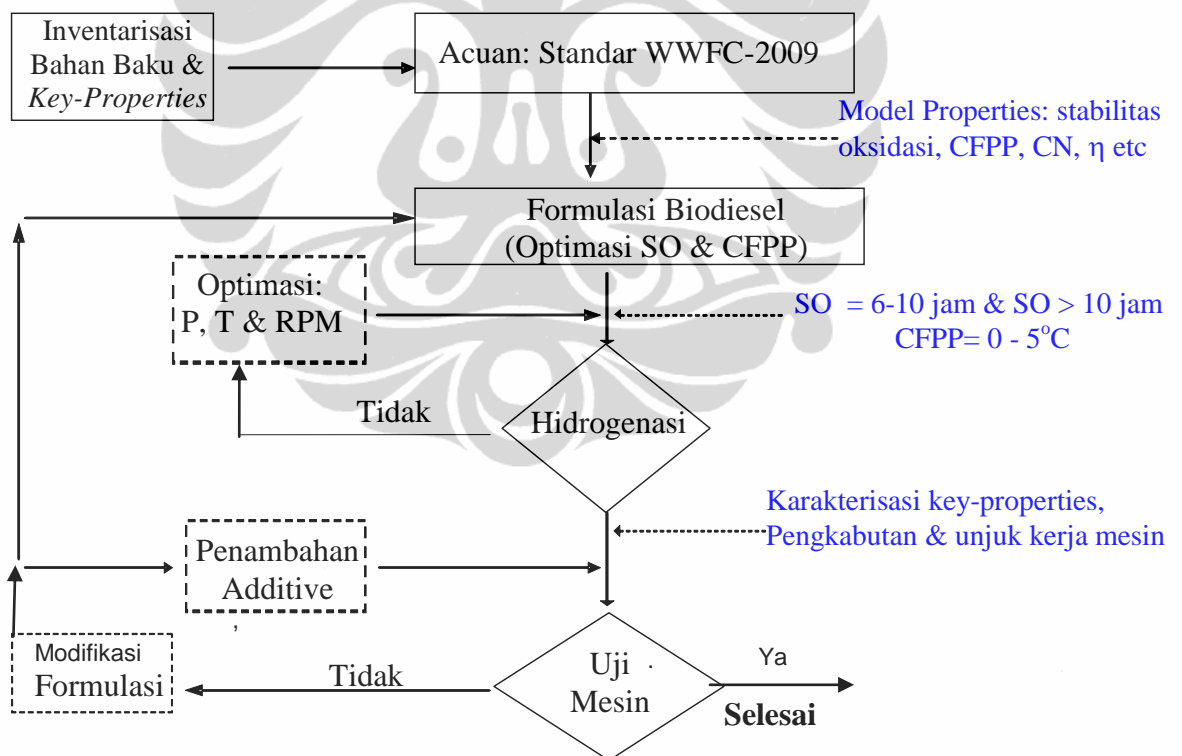 Inventarisasi
Bahan Baku &
Key-Properties
Acuan: Standar WWFC-2009
Model Properties: stabilitas
oksidasi, CFPP, CN, η etc
Formulasi Biodiesel
(Optimasi SO & CFPP)
Optimasi:
P, T & RPM
SO = 6-10 jam & SO > 10 jam
CFPP= 0 - 5°C
Tidak
Hidrogenasi
Karakterisasi key-properties,
Pengkabutan & unjuk kerja mesin
Penambahan
Additive
,
Modifikasi
Formulasi
Tidak
Uji .
Mesin
Ya
Selesai